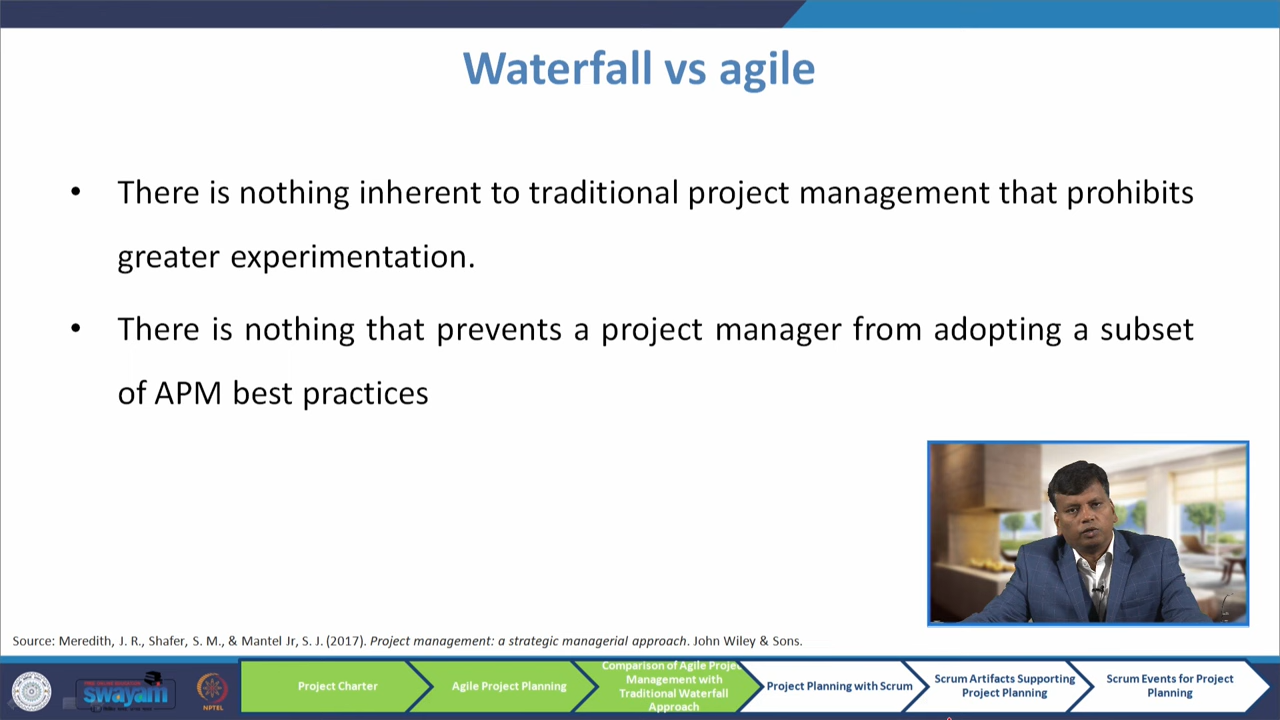 Waterfall vs agile
• There is nothing inherent to traditional project management that prohibits
greater experimentation.
• There is nothing that prevents a project manager from adopting a subset
of APM best practices
Source: Meredith, J. R., Shafer, S. M., & Mantel Jr, S. J. (2017). Project management: a strategic managerial approach. John Wiley & Sons.
swayam
NPTEL
Project Charter
Agile Project Planning
Comparison of Agile Proje
Management with
Traditional Waterfall
Approach
Project Planning with Scrum
Scrum Artifacts Supporting
Project Planning
Scrum Events for Project
Planning